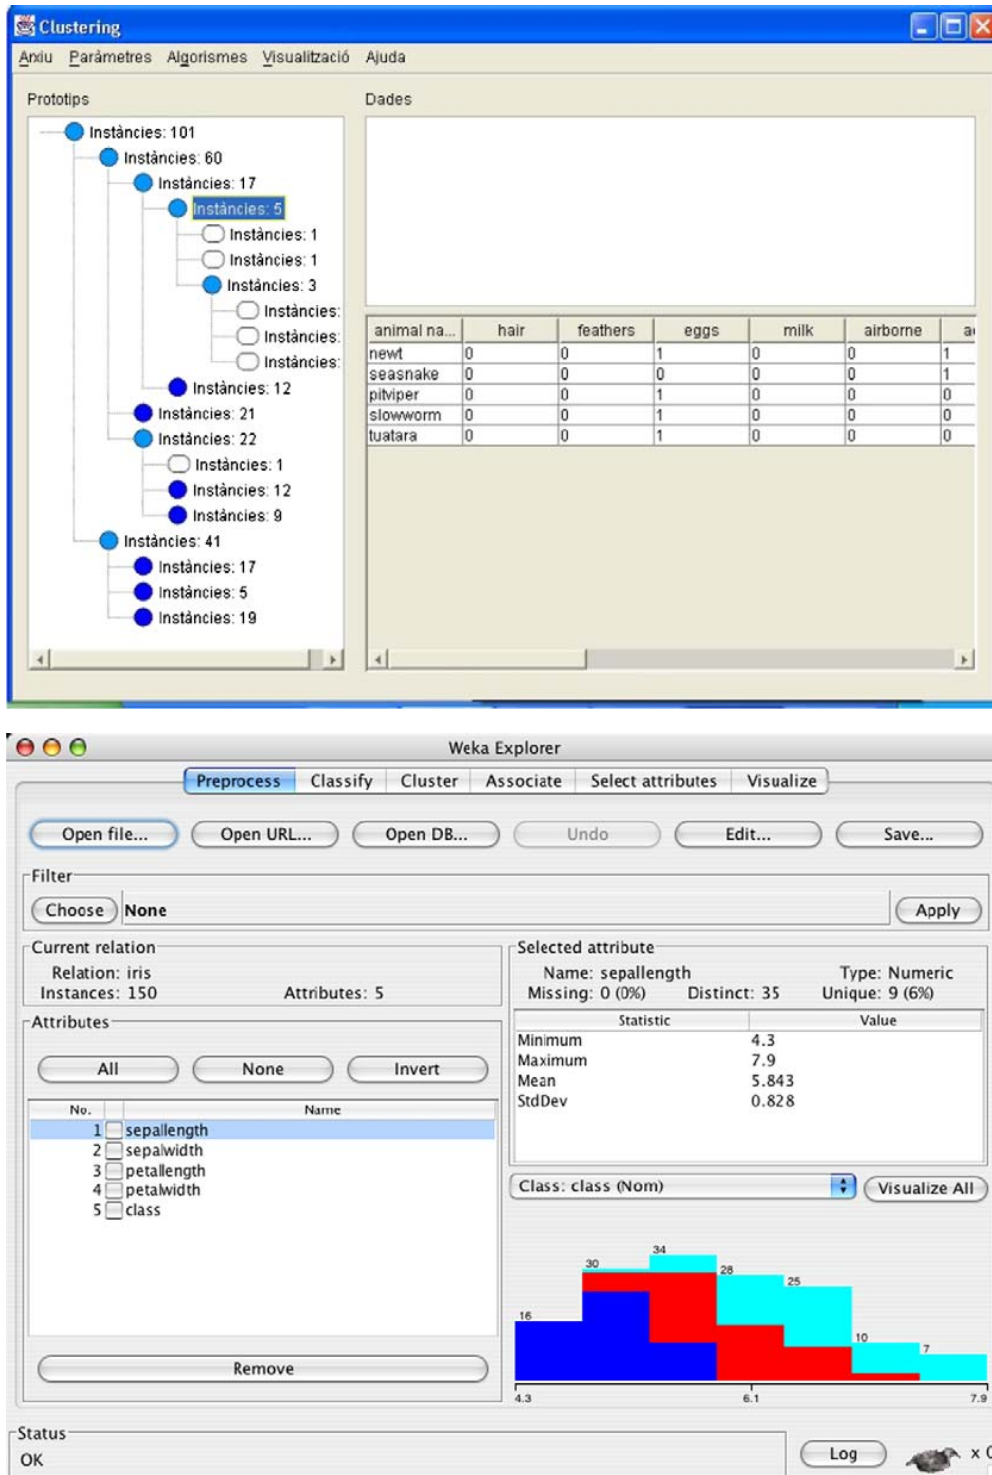 Clustering
Arxiu Paràmetres Algorismes Visualització Ajuda
Prototips
Instàncies: 101
Instàncies: 60
Instàncies: 17
Instàncies: 5
Instàncies: 1
Instàncies: 1
Instàncies: 3
Instàncies:
Instàncies:
Instàncies:
Instàncies: 12
Instàncies: 21
Instàncies: 22
Instàncies: 1
Instàncies: 12
Instàncies: 9
Instàncies: 41
Instàncies: 17
Instàncies: 5
Instàncies: 19
Dades
animal na... hair feathers eggs milk airborne
newt 0 0 1 0 0 1
seasnake 0 0 0 0 0 1
pitviper 0 0 1 0 0 0
slowworm 0 0 1 0 0 0
tuatara 0 0 1 0 0 0
Weka Explorer
Preprocess Classify Cluster Associate Select attributes Visualize
Open file... Open URL... Open DB... Undo Edit... Save...
Filter
Choose None Apply
Current relation
Relation: iris
Instances: 150 Attributes: 5
Attributes
All None Invert
No. Name
1 sepallength
2 sepalwidth
3 petallength
4 petalwidth
5 class
Remove
Selected attribute
Name: sepallength Type: Numeric
Missing: 0 (0%) Distinct: 35 Unique: 9 (6%)
Statistic Value
Minimum 4.3
Maximum 7.9
Mean 5.843
StdDev 0.828
Class: class (Nom) Visualize All
16 30 34 28 25 10 7
4.3 6.1 7.9
Status
OK
Log x